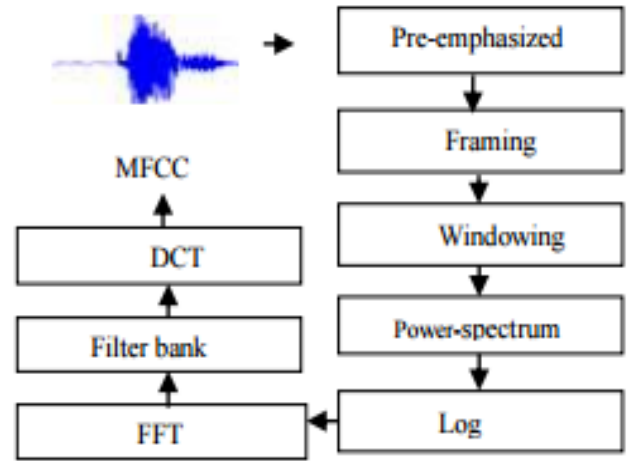 Pre-emphasized
Framing
Windowing
Power-spectrum
Log
FFT
Filter bank
DCT
MFCC